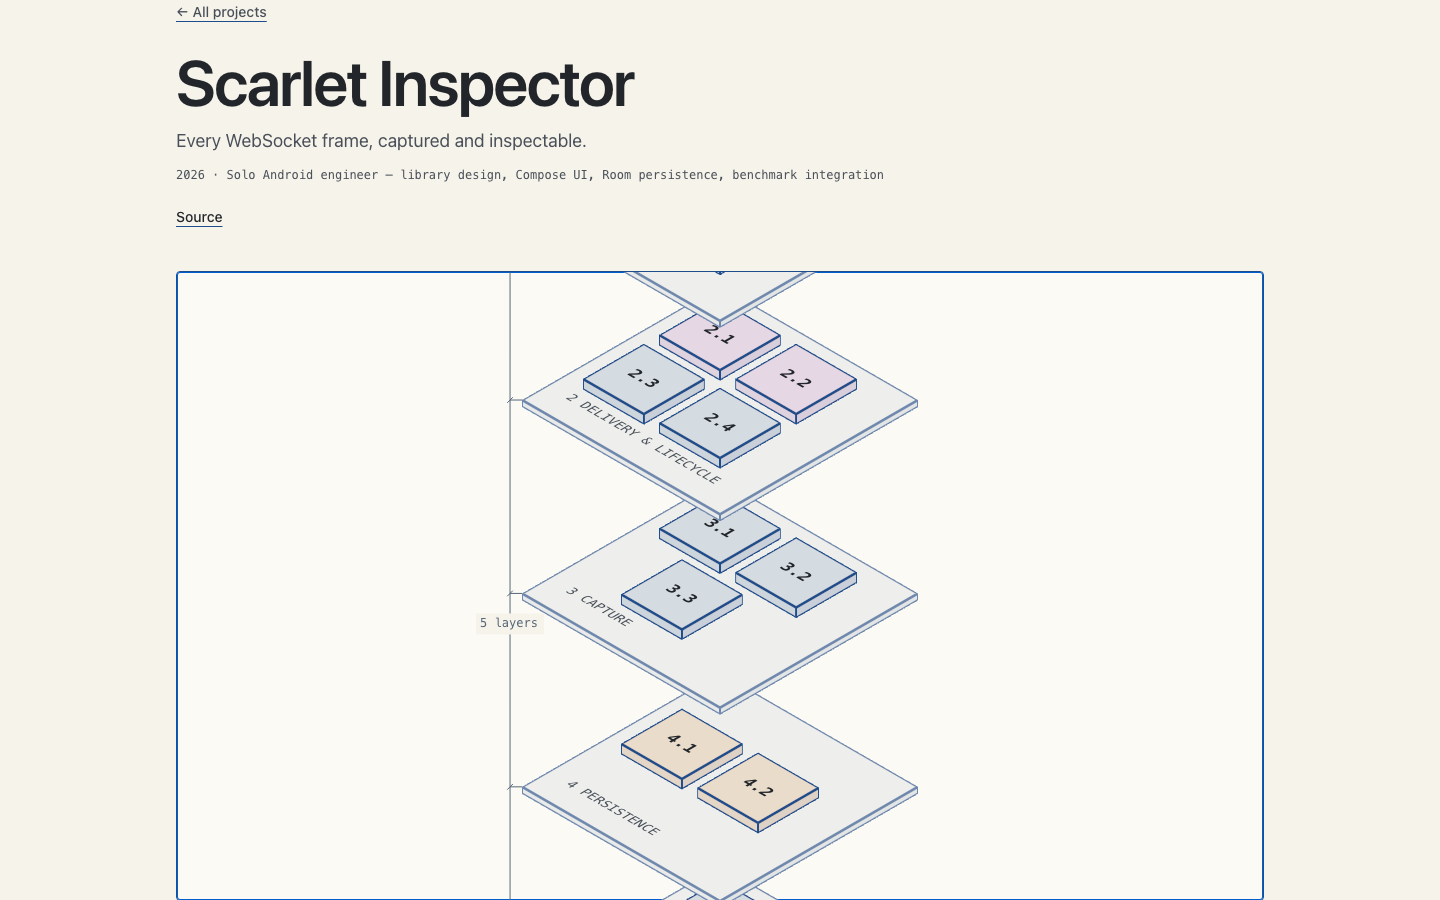 ← All projects
Scarlet Inspector
Every WebSocket frame, captured and inspectable.
2026 · Solo Android engineer — library design, Compose UI, Room persistence, benchmark integration
Source
2.1
2.2
2.3
2.4
2 DELIVERY & LIFECYCLE
3.1
3.2
3.3
3 CAPTURE
5 layers
4.1
4.2
4 PERSISTENCE